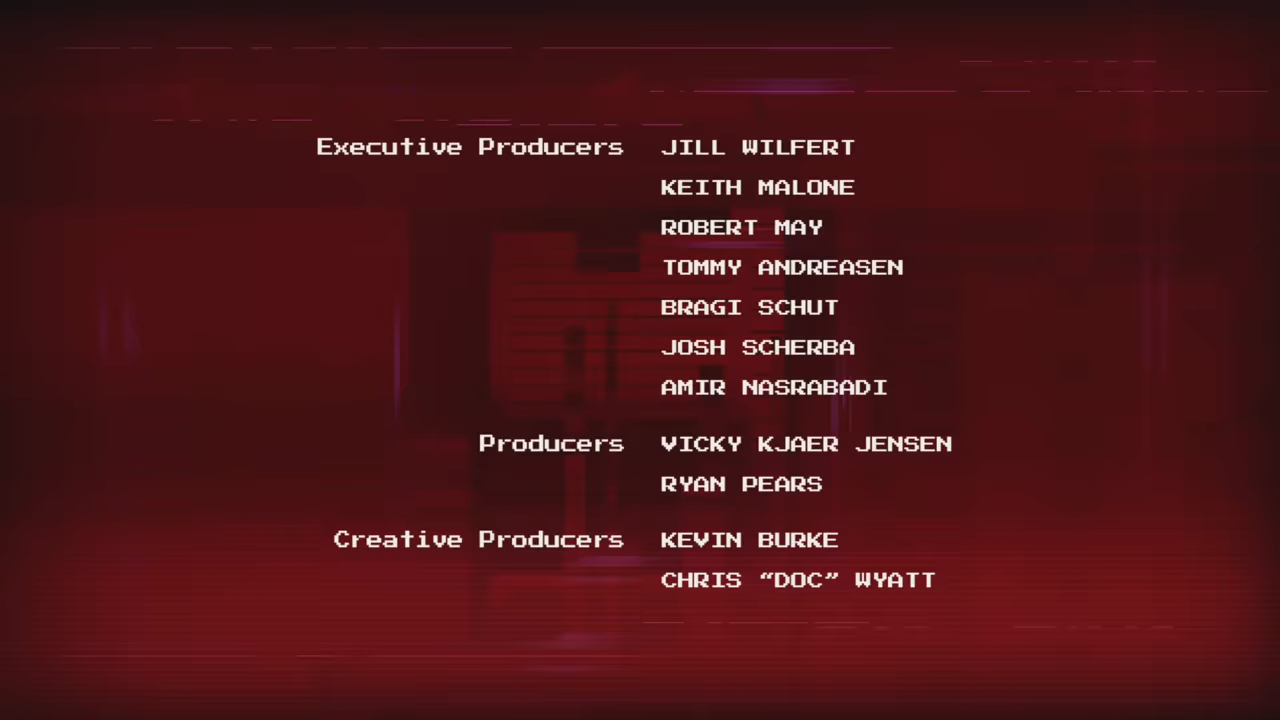 Executive Producers JILL WILFERT
KEITH MALONE
ROBERT MAY
TOMMY ANDREASEN
BRAGI SCHUT
JOSH SCHERBA
AMIR NASRABADI
Producers VICKY KJAER JENSEN
RYAN PEARS
Creative Producers KEVIN BURKE
CHRIS “DOC” WYATT